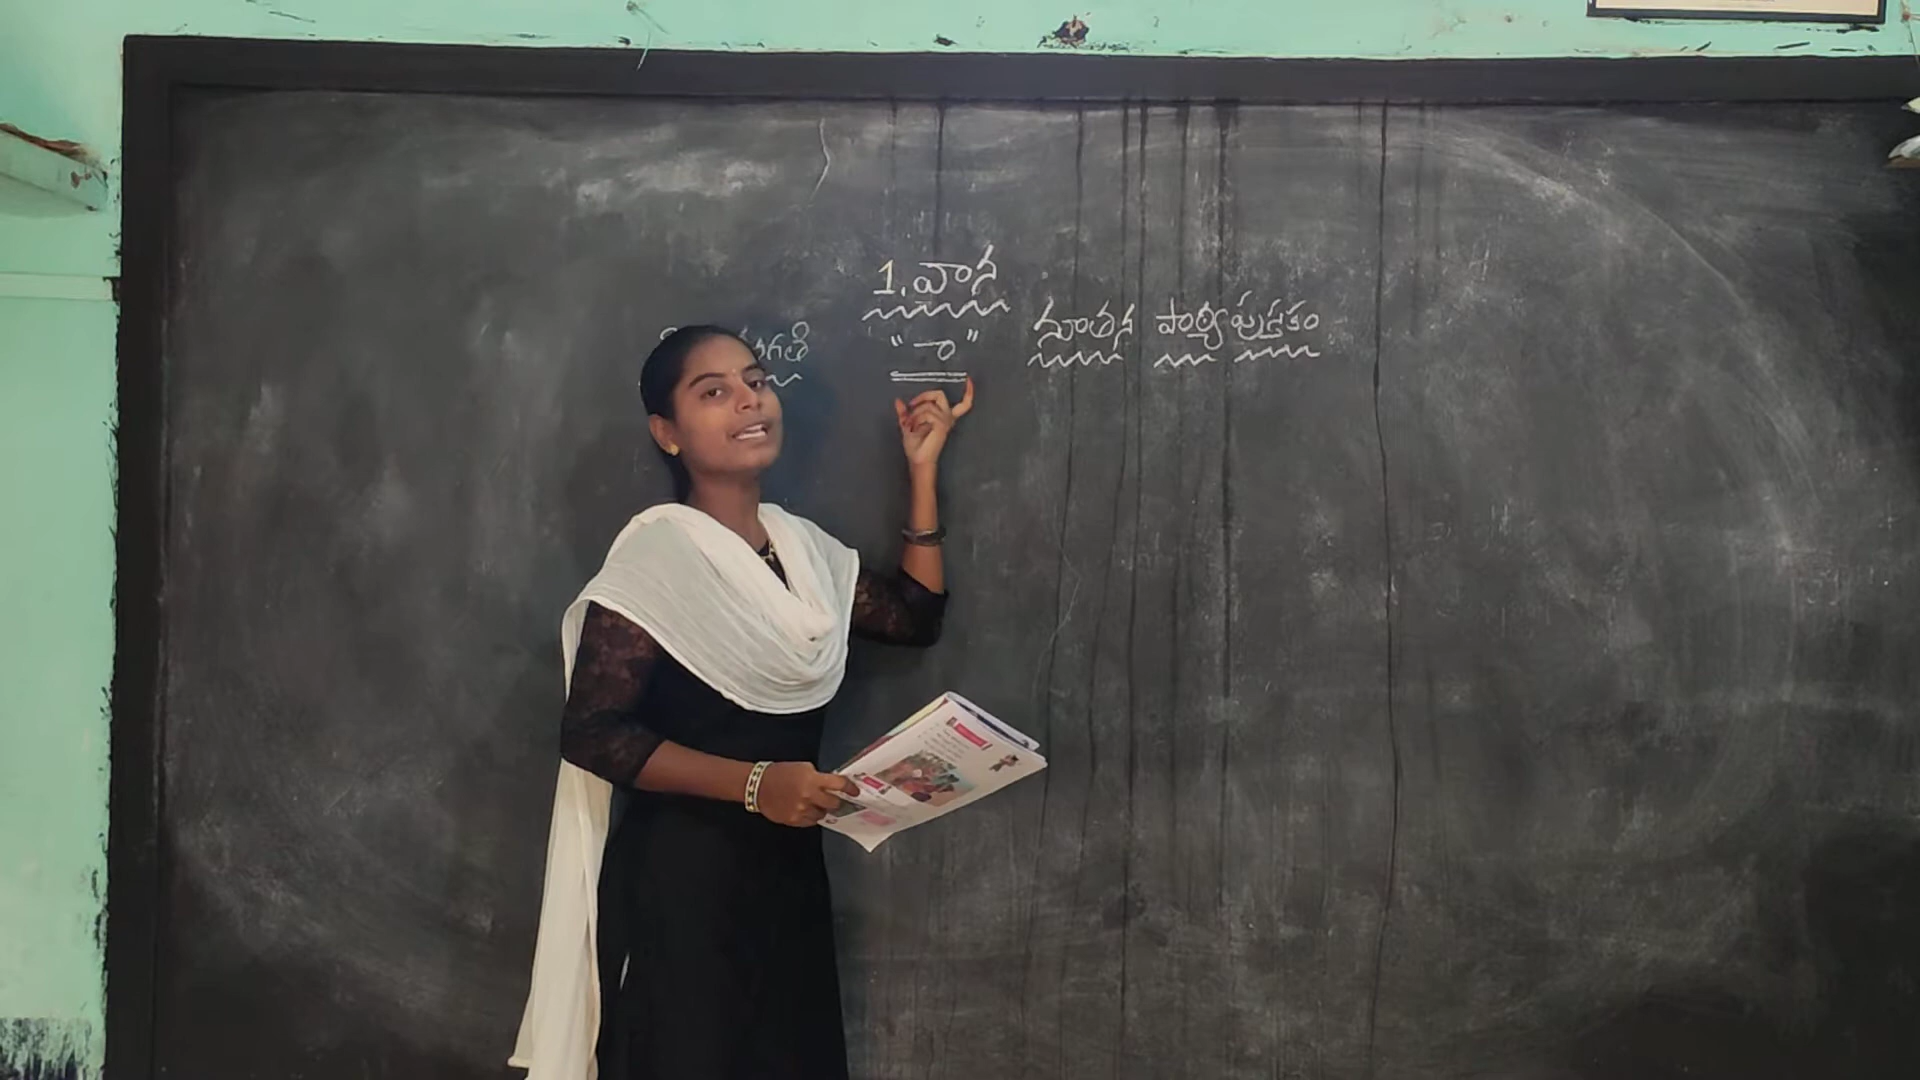 1. వాన
" ా "
నూతన పాఠ్యపుస్తకం